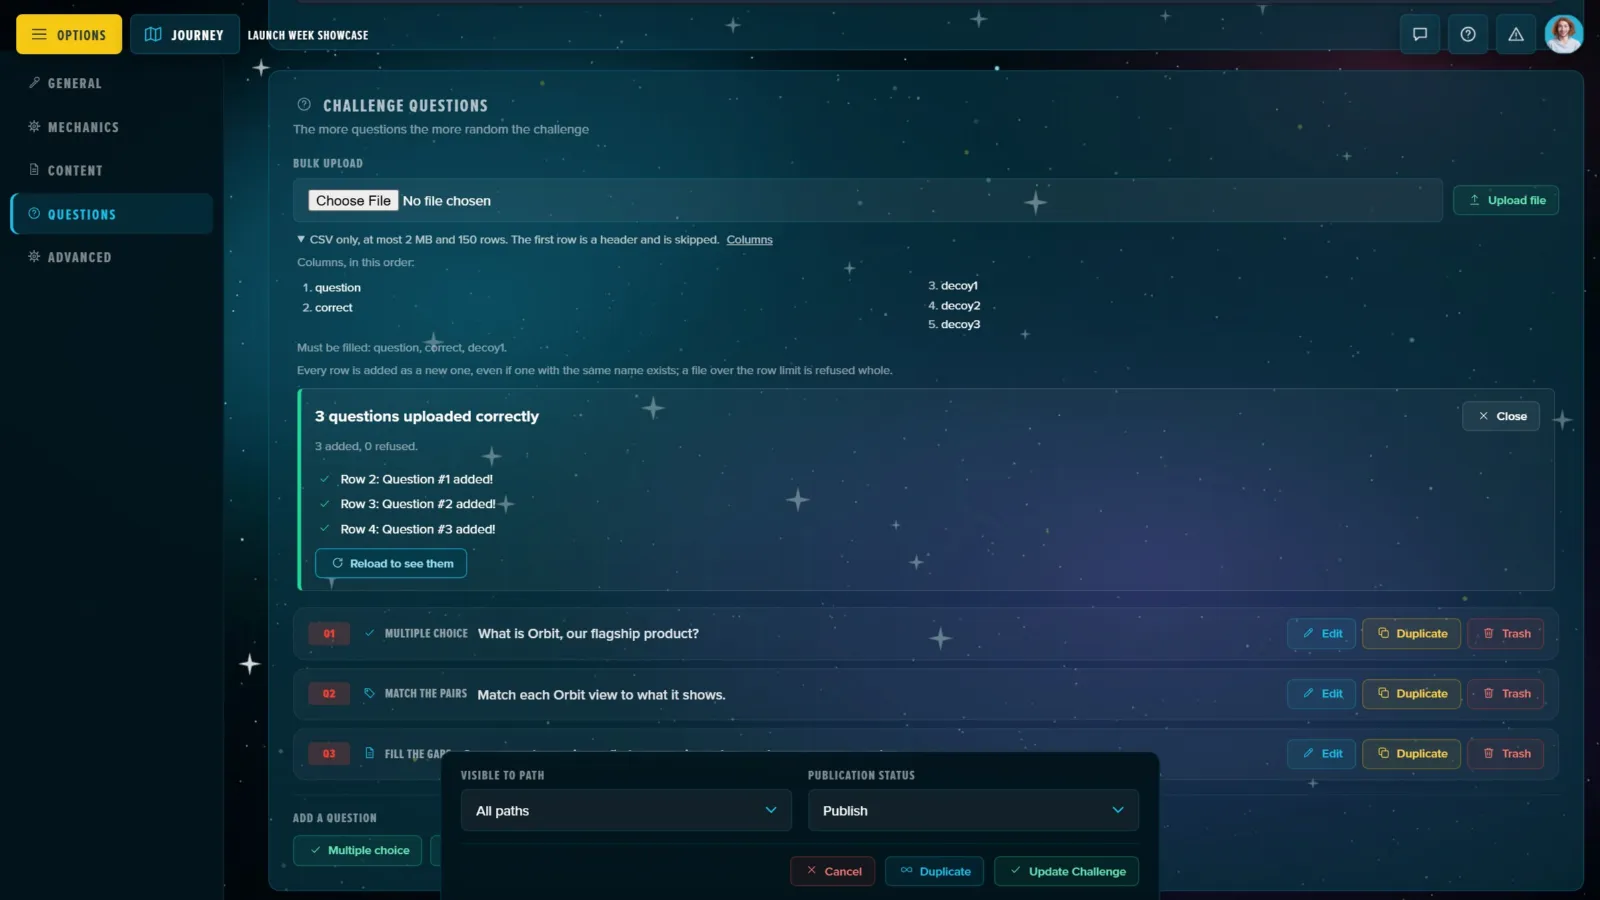 OPTIONS
JOURNEY
LAUNCH WEEK SHOWCASE
GENERAL
MECHANICS
CONTENT
QUESTIONS
ADVANCED
CHALLENGE QUESTIONS
The more questions the more random the challenge
BULK UPLOAD
Choose File No file chosen
Upload file
▼ CSV only, at most 2 MB and 150 rows. The first row is a header and is skipped. Columns
Columns, in this order:
1. question
2. correct
3. decoy1
4. decoy2
5. decoy3
Must be filled: question, correct, decoy1.
Every row is added as a new one, even if one with the same name exists; a file over the row limit is refused whole.
3 questions uploaded correctly
Close
3 added, 0 refused.
Row 2: Question #1 added!
Row 3: Question #2 added!
Row 4: Question #3 added!
Reload to see them
Q1 MULTIPLE CHOICE What is Orbit, our flagship product? Edit Duplicate Trash
Q2 MATCH THE PAIRS Match each Orbit view to what it shows. Edit Duplicate Trash
Q3 FILL THE GAPS Edit Duplicate Trash
ADD A QUESTION
Multiple choice
VISIBLE TO PATH
All paths
PUBLICATION STATUS
Publish
Cancel Duplicate Update Challenge